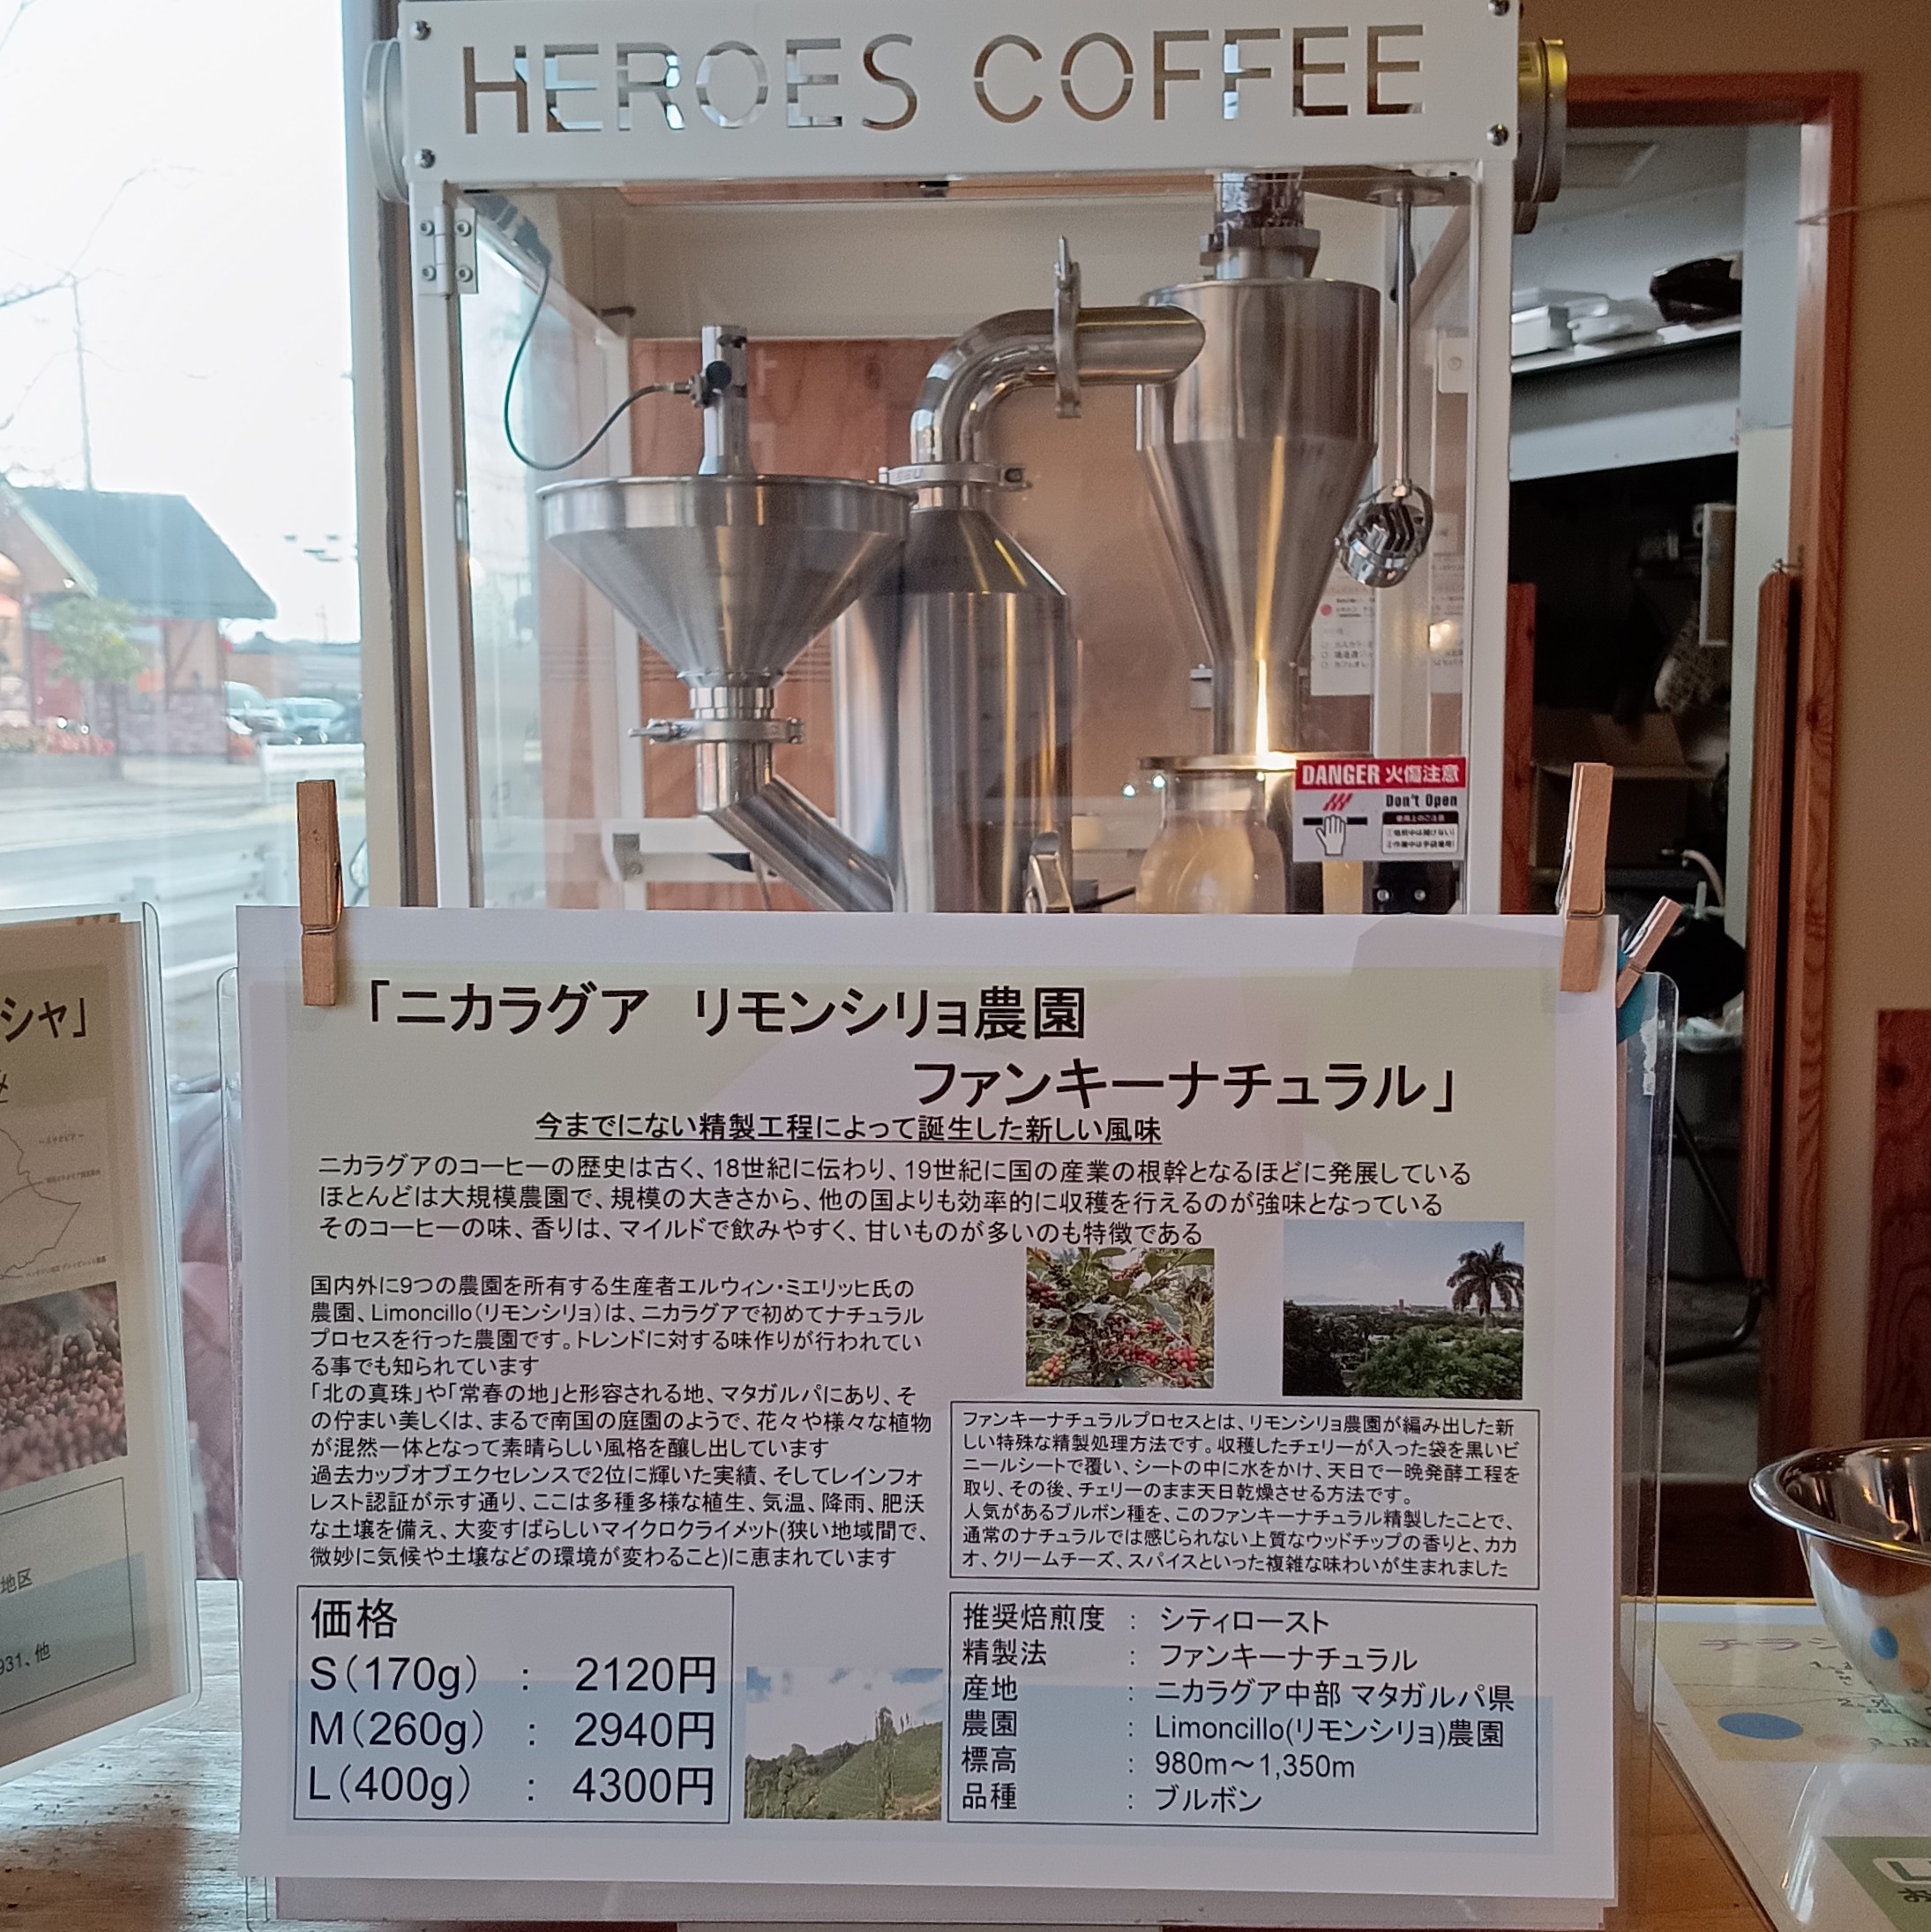 HEROES COFFEE
DANGER 火傷注意
Don't Open
「ニカラグア　リモンシリョ農園
ファンキーナチュラル」
今までにない精製工程によって誕生した新しい風味
ニカラグアのコーヒーの歴史は古く、18世紀に伝わり、19世紀に国の産業の根幹となるほどに発展している
ほとんどは大規模農園で、規模の大きさから、他の国よりも効率的に収穫を行えるのが強味となっている
そのコーヒーの味、香りは、マイルドで飲みやすく、甘いものが多いのも特徴である
国内外に9つの農園を所有する生産者エルウィン・ミエリッヒ氏の
農園、Limoncillo（リモンシリョ）は、ニカラグアで初めてナチュラル
プロセスを行った農園です。トレンドに対する味作りが行われてい
る事でも知られています
「北の真珠」や「常春の地」と形容される地、マタガルパにあり、そ
の佇まい美しくは、まるで南国の庭園のようで、花々や様々な植物
が混然一体となって素晴らしい風格を醸し出しています
過去カップオブエクセレンスで2位に輝いた実績、そしてレインフォ
レスト認証が示す通り、ここは多種多様な植生、気温、降雨、肥沃
な土壌を備え、大変すばらしいマイクロクライメット(狭い地域間で、
微妙に気候や土壌などの環境が変わること)に恵まれています
ファンキーナチュラルプロセスとは、リモンシリョ農園が編み出した新
しい特殊な精製処理方法です。収穫したチェリーが入った袋を黒いビ
ニールシートで覆い、シートの中に水をかけ、天日で一晩発酵工程を
取り、その後、チェリーのまま天日乾燥させる方法です。
人気があるブルボン種を、このファンキーナチュラル精製したことで、
通常のナチュラルでは感じられない上質なウッドチップの香りと、カカ
オ、クリームチーズ、スパイスといった複雑な味わいが生まれました
価格
S（170g）　：　2120円
M（260g）　：　2940円
L（400g）　：　4300円
推奨焙煎度　：　シティロースト
精製法　：　ファンキーナチュラル
産地　：　ニカラグア中部 マタガルパ県
農園　：　Limoncillo(リモンシリョ)農園
標高　：　980m～1,350m
品種　：　ブルボン
シャ」
み
地区
931、他